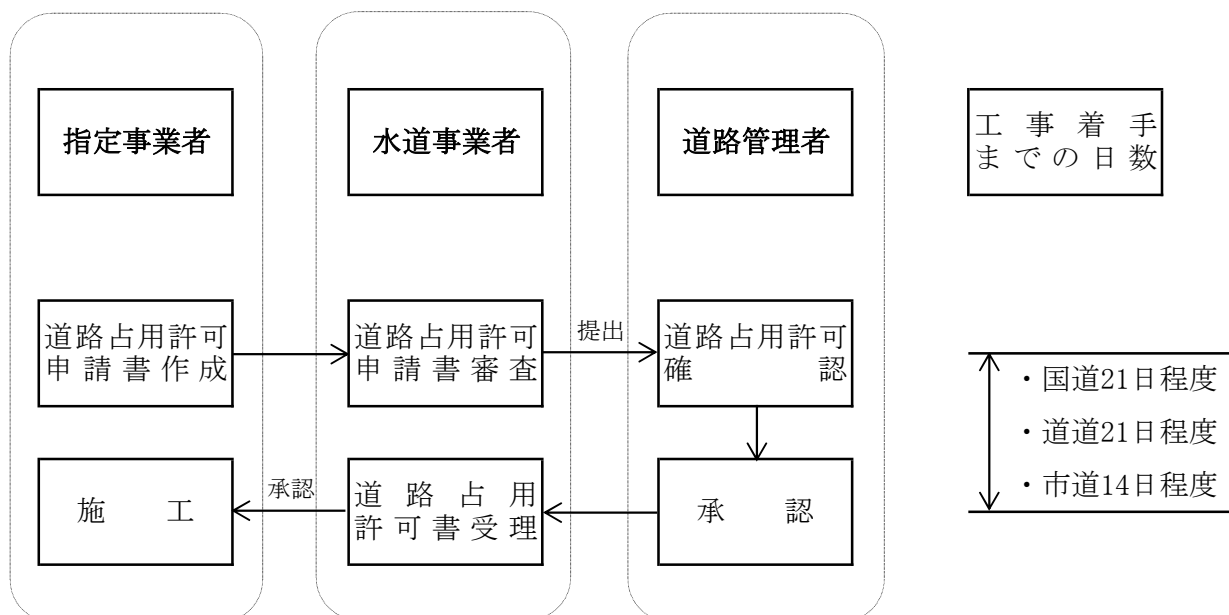 指定事業者
水道事業者
道路管理者
工事着手
までの日数
道路占用許可
申請書作成
道路占用許可
申請書審査
提出
道路占用許可
確認
・国道21日程度
・道道21日程度
・市道14日程度
施工
承認
道路占用
許可書受理
承認